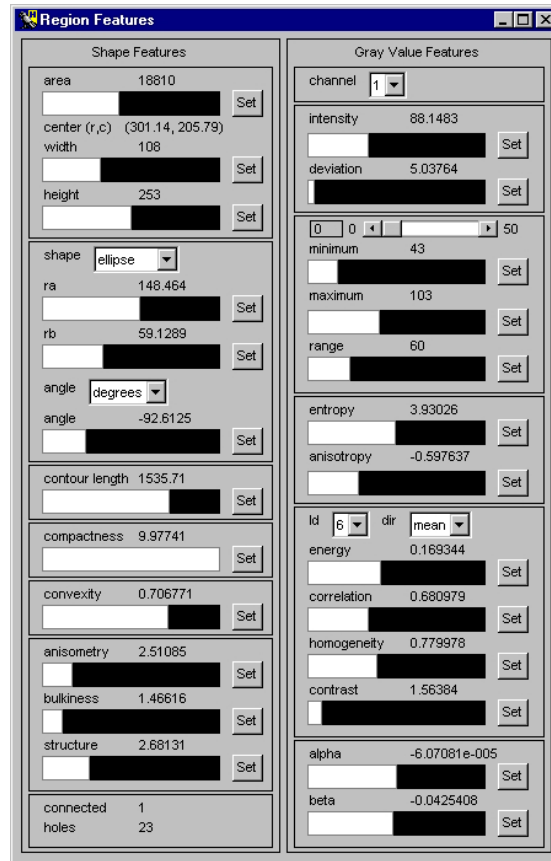 Region Features
Shape Features
area 18810
Set
center (r,c) (301.14, 205.79)
width 108
Set
height 253
Set
shape ellipse
ra 148.464
Set
rb 59.1289
Set
angle degrees
angle -92.6125
Set
contour length 1535.71
Set
compactness 9.97741
Set
convexity 0.706771
Set
anisometry 2.51085
Set
bulkiness 1.46616
Set
structure 2.68131
Set
connected 1
holes 23
Gray Value Features
channel 1
intensity 88.1483
Set
deviation 5.03764
Set
0 0 50
minimum 43
Set
maximum 103
Set
range 60
Set
entropy 3.93026
Set
anisotropy -0.597637
Set
ld 6 dir mean
energy 0.169344
Set
correlation 0.680979
Set
homogeneity 0.779978
Set
contrast 1.56384
Set
alpha -6.07081e-005
Set
beta -0.0425408
Set